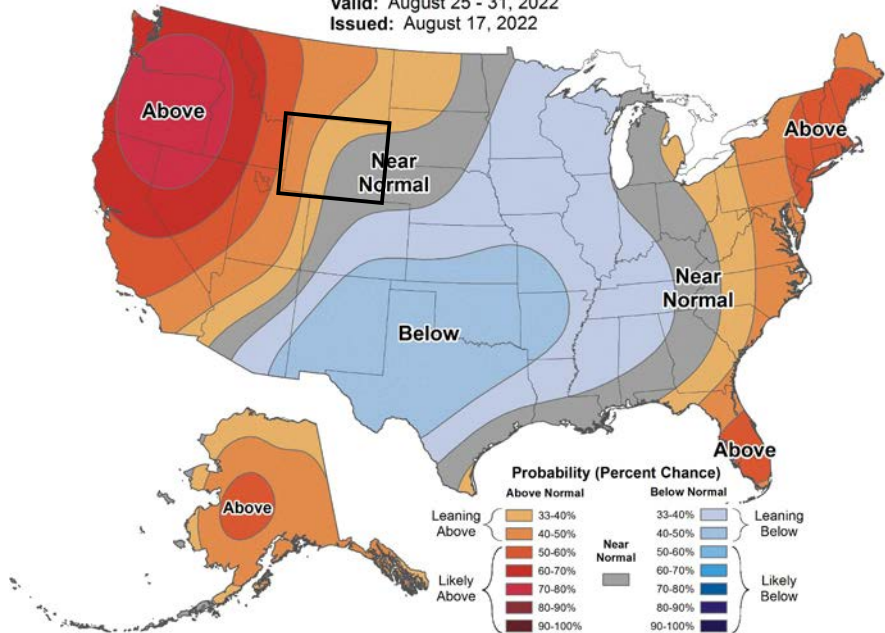 Valid: August 25 - 31, 2022
Issued: August 17, 2022
Above
Above
Near
Normal
Near
Normal
Below
Above
Above
Probability (Percent Chance)
Above Normal
Below Normal
Leaning
Above
33-40%
40-50%
Likely
Above
50-60%
60-70%
70-80%
80-90%
90-100%
Near
Normal
33-40%
40-50%
Leaning
Below
50-60%
60-70%
70-80%
80-90%
90-100%
Likely
Below